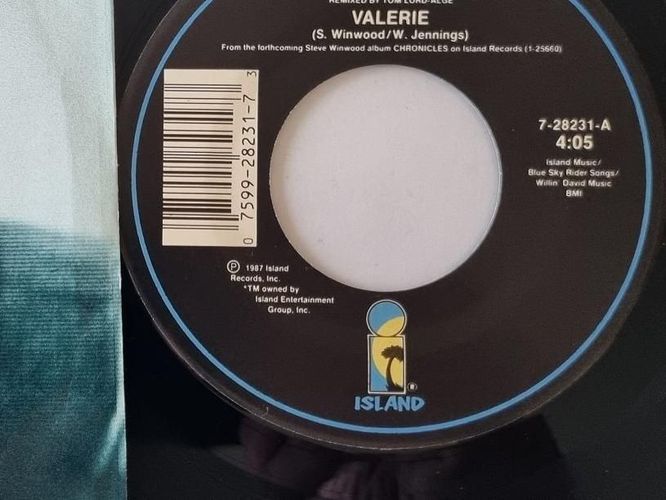 REMIXED BY TOM LORD-ALGE
VALERIE
(S. Winwood/W. Jennings)
From the forthcoming Steve Winwood album CHRONICLES on Island Records (1-25660)
0 7599-28231-7 3
7-28231-A
4:05
Island Music/
Blue Sky Rider Songs/
Willin' David Music
BMI
Ⓟ 1987 Island
Records, Inc.
*TM owned by
Island Entertainment
Group, Inc.
®
ISLAND